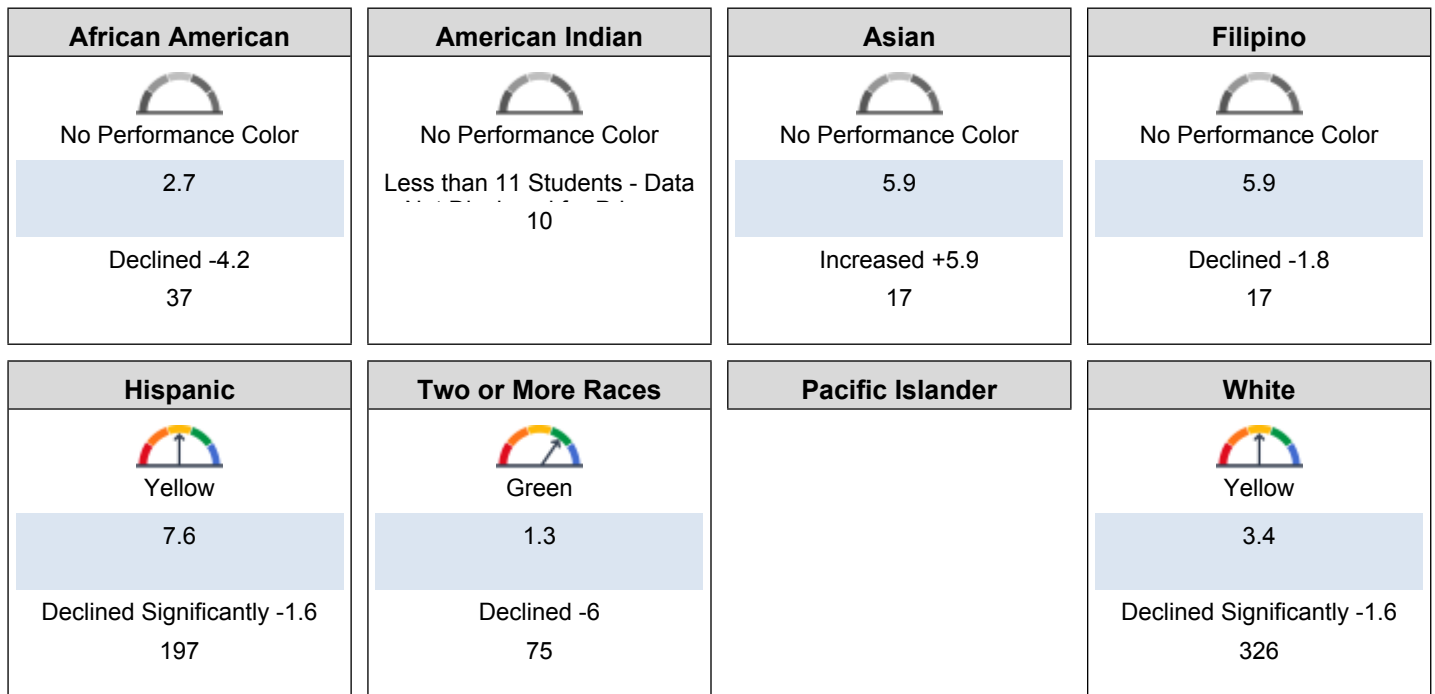 African American
No Performance Color
2.7
Declined -4.2
37
American Indian
No Performance Color
Less than 11 Students - Data
10
Asian
No Performance Color
5.9
Increased +5.9
17
Filipino
No Performance Color
5.9
Declined -1.8
17
Hispanic
Yellow
7.6
Declined Significantly -1.6
197
Two or More Races
Green
1.3
Declined -6
75
Pacific Islander
White
Yellow
3.4
Declined Significantly -1.6
326